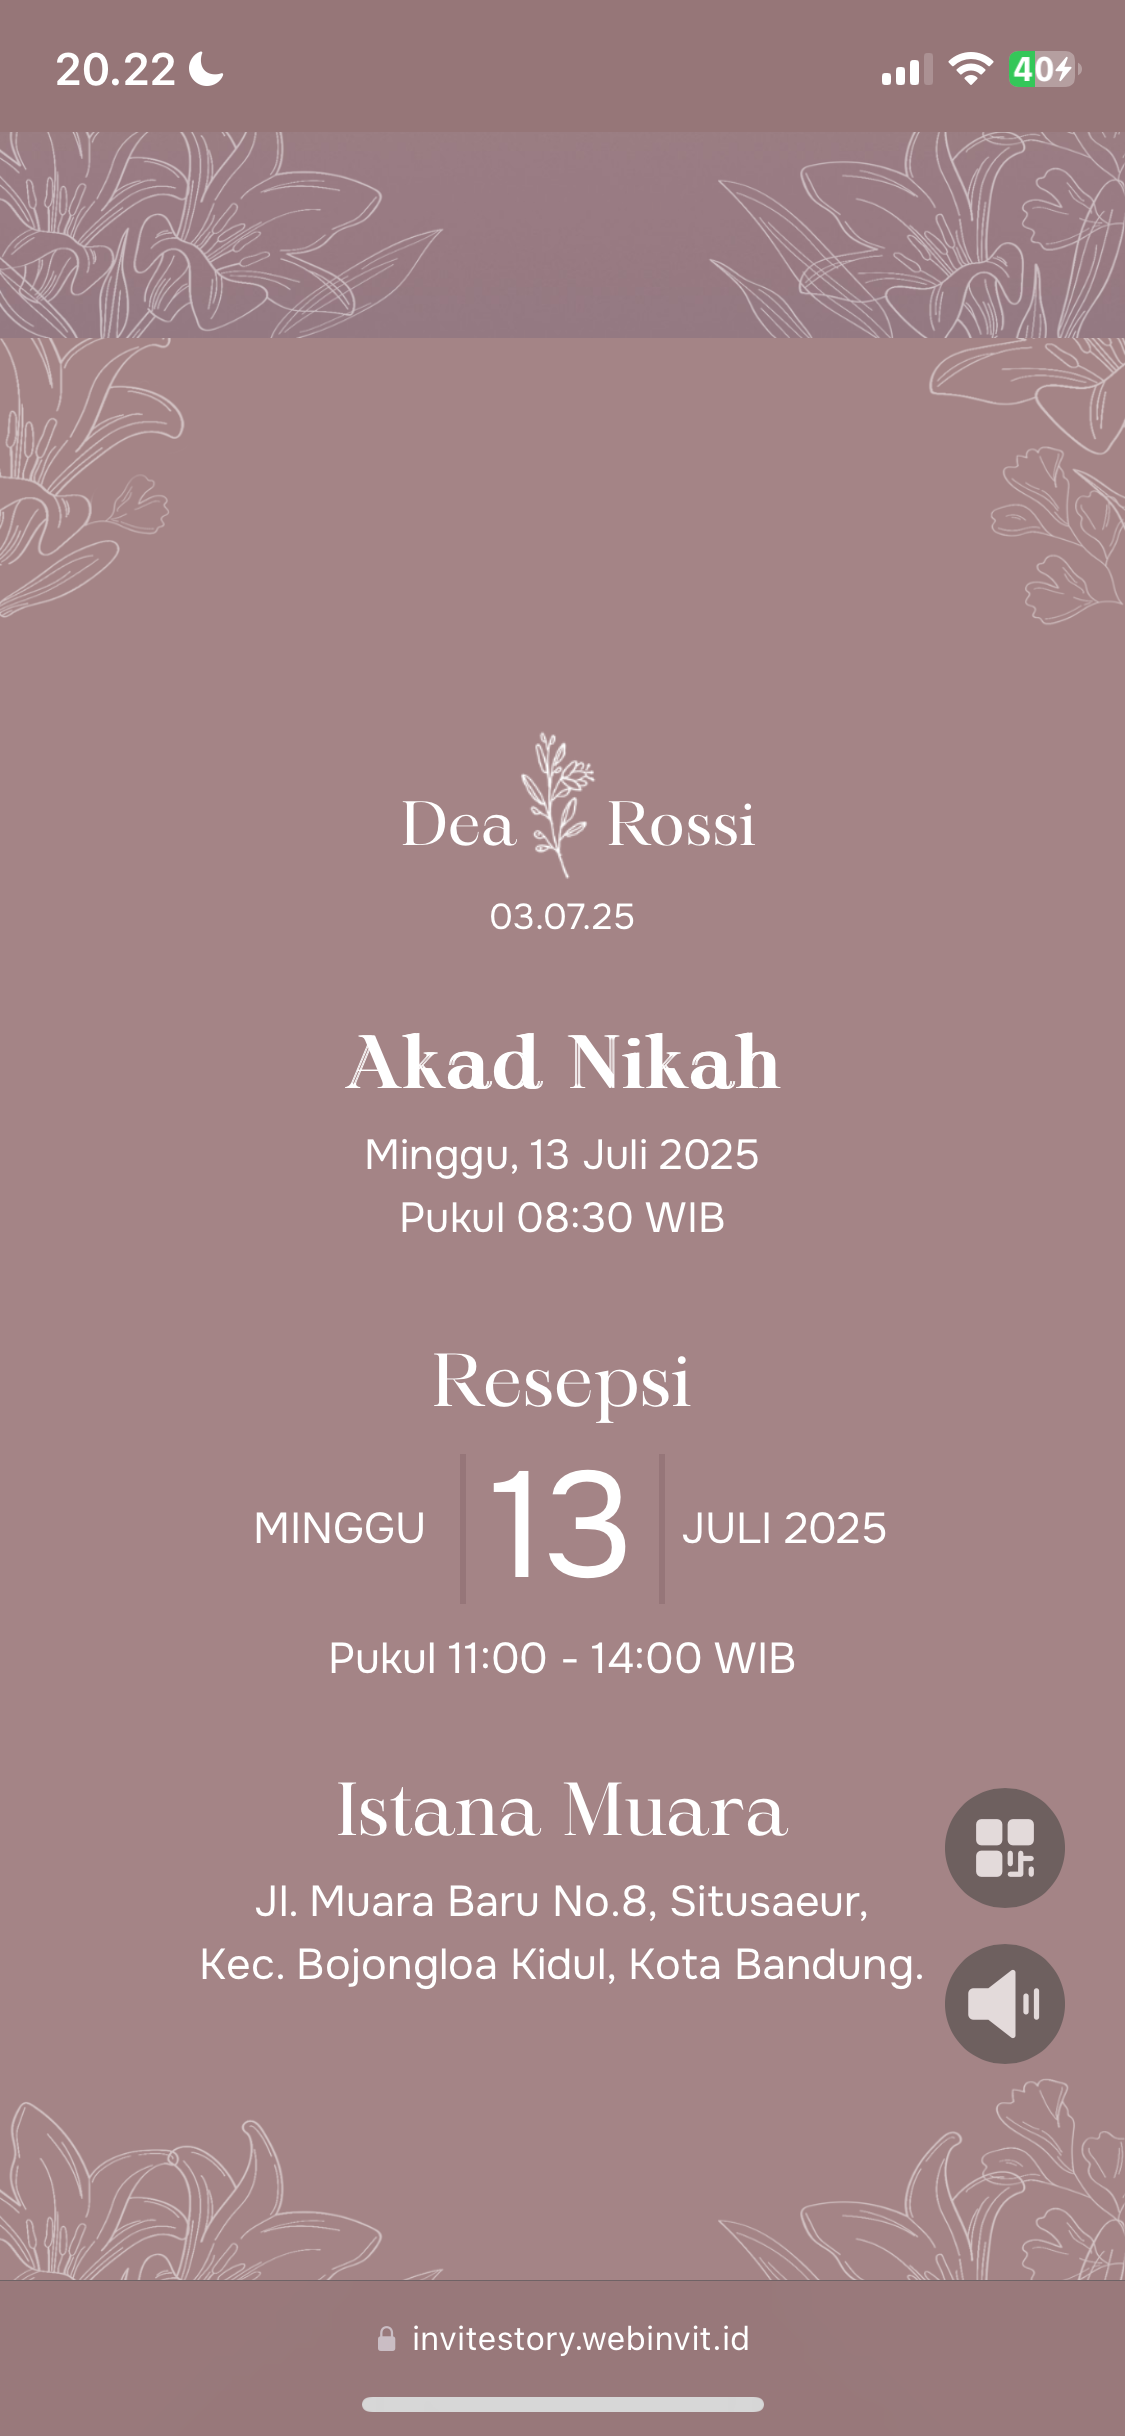 20.22
40
Dea Rossi
03.07.25
Akad Nikah
Minggu, 13 Juli 2025
Pukul 08:30 WIB
Resepsi
MINGGU 13 JULI 2025
Pukul 11:00 - 14:00 WIB
Istana Muara
Jl. Muara Baru No.8, Situsaeur,
Kec. Bojongloa Kidul, Kota Bandung.
invitestory.webinvit.id